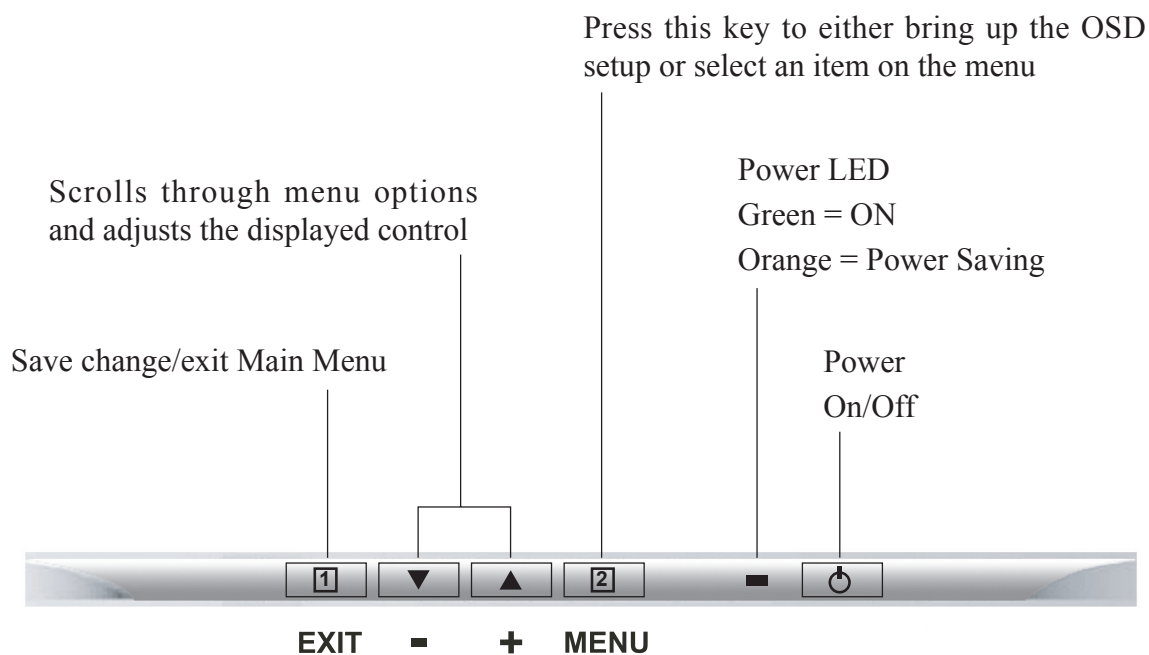 Press this key to either bring up the OSD
setup or select an item on the menu
Power LED
Green = ON
Orange = Power Saving
Scrolls through menu options
and adjusts the displayed control
Save change/exit Main Menu
Power
On/Off
1 ▼ ▲ 2
EXIT - + MENU